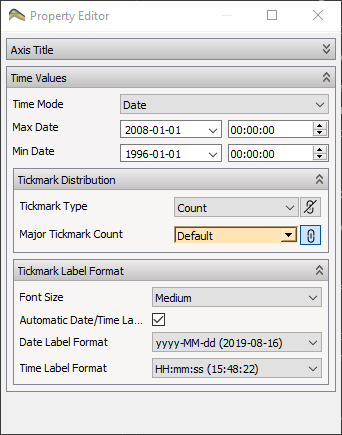 Property Editor
Axis Title
Time Values
Time Mode Date
Max Date 2008-01-01 00:00:00
Min Date 1996-01-01 00:00:00
Tickmark Distribution
Tickmark Type Count
Major Tickmark Count Default
Tickmark Label Format
Font Size Medium
Automatic Date/Time La...
Date Label Format yyyy-MM-dd (2019-08-16)
Time Label Format HH:mm:ss (15:48:22)